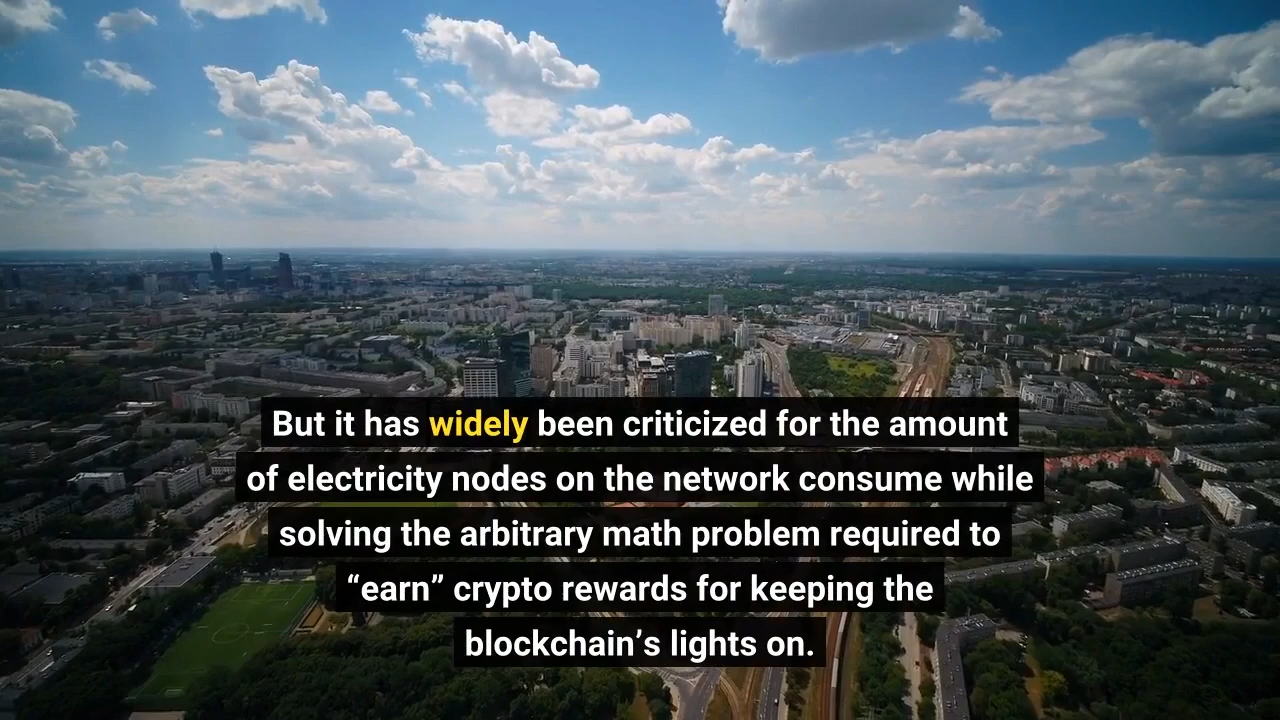 But it has widely been criticized for the amount
of electricity nodes on the network consume while
solving the arbitrary math problem required to
“earn” crypto rewards for keeping the
blockchain’s lights on.